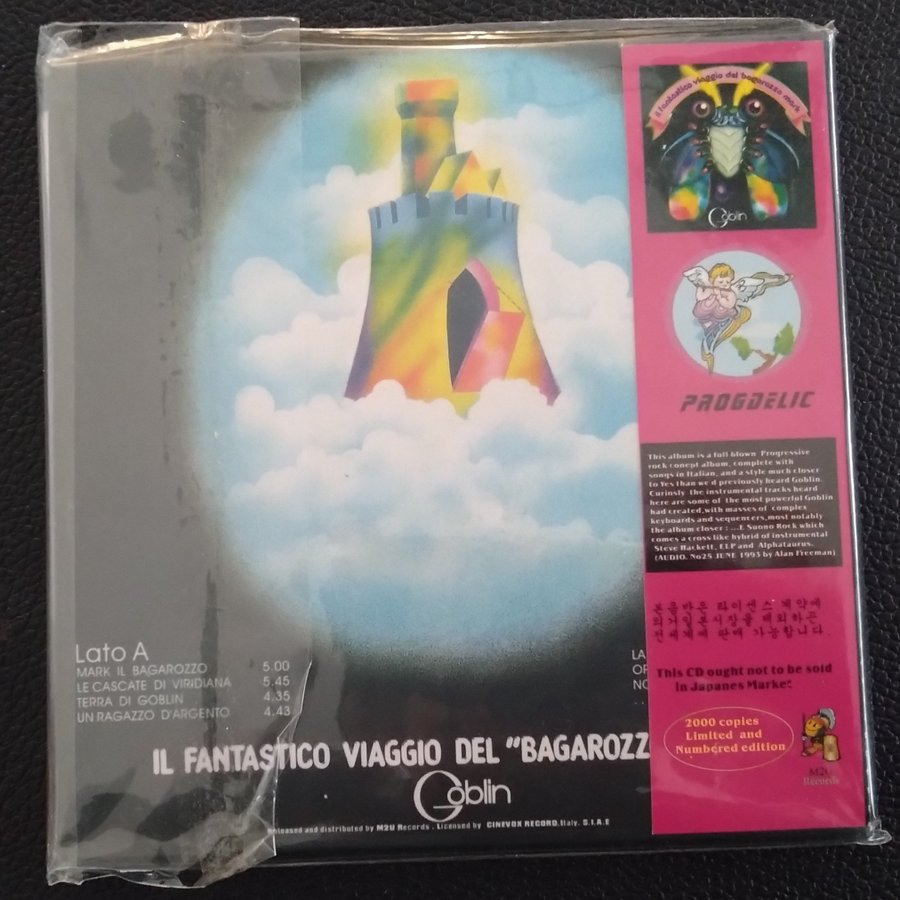 il fantastico viaggio del bagarozzo mark
Goblin
PROGDELIC
This album is a full blown Progressive
rock concept album, complete with
songs in Italian, and a style much closer
to Yes than we d previously heard Goblin.
Curiosly the instrumental tracks heard
here are some of the most powerful Goblin
had created,with masses of complex
keyboards and sequencers,most notably
the album closer : ...E Suono Rock which
comes a cross like hybrid of instrumental
Steve Hackett, ELP and Alphataurus.
(AUDION. No25 JUNE 1993 by Alan Freeman)
본 음반은 라이센스 계약에
의거 일본시장을 제외하는
전세계에 판매 가능합니다.
This CD ought not to be sold
in Japanes Market
2000 copies
Limited and
Numbered edition
M2U
Records
Lato A
MARK IL BAGAROZZO 5.00
LE CASCATE DI VIRIDIANA 5.45
TERRA DI GOBLIN 4.35
UN RAGAZZO D'ARGENTO 4.43
LA
OP
NO
IL FANTASTICO VIAGGIO DEL "BAGAROZZ
Goblin
Released and distributed by M2U Records . Licensed by CINEVOX RECORD.Italy. S.I.A.E